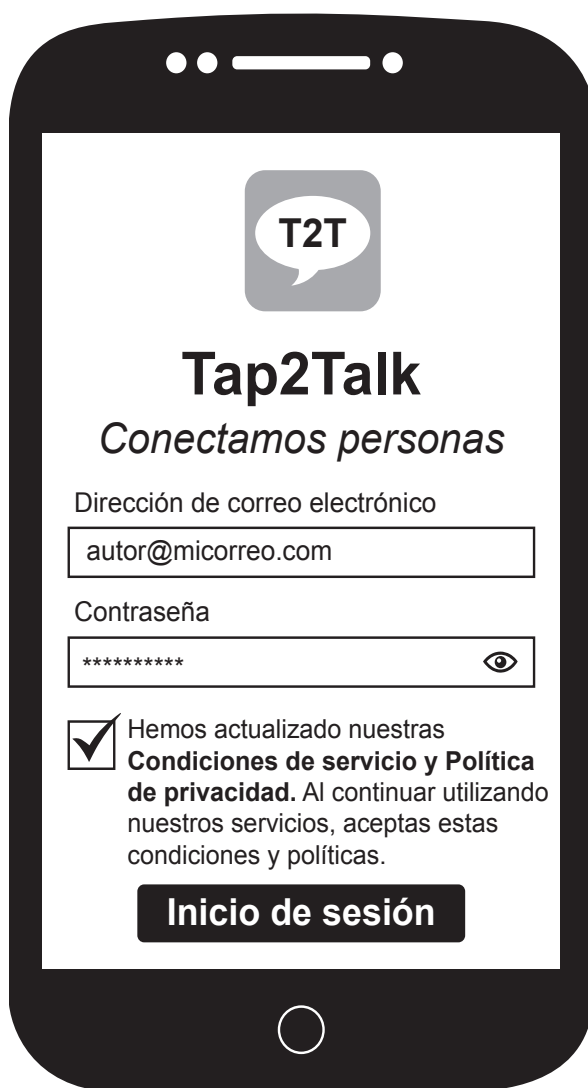 T2T
Tap2Talk
Conectamos personas
Dirección de correo electrónico
autor@micorreo.com
Contraseña
**********
Hemos actualizado nuestras
Condiciones de servicio y Política
de privacidad. Al continuar utilizando
nuestros servicios, aceptas estas
condiciones y políticas.
Inicio de sesión